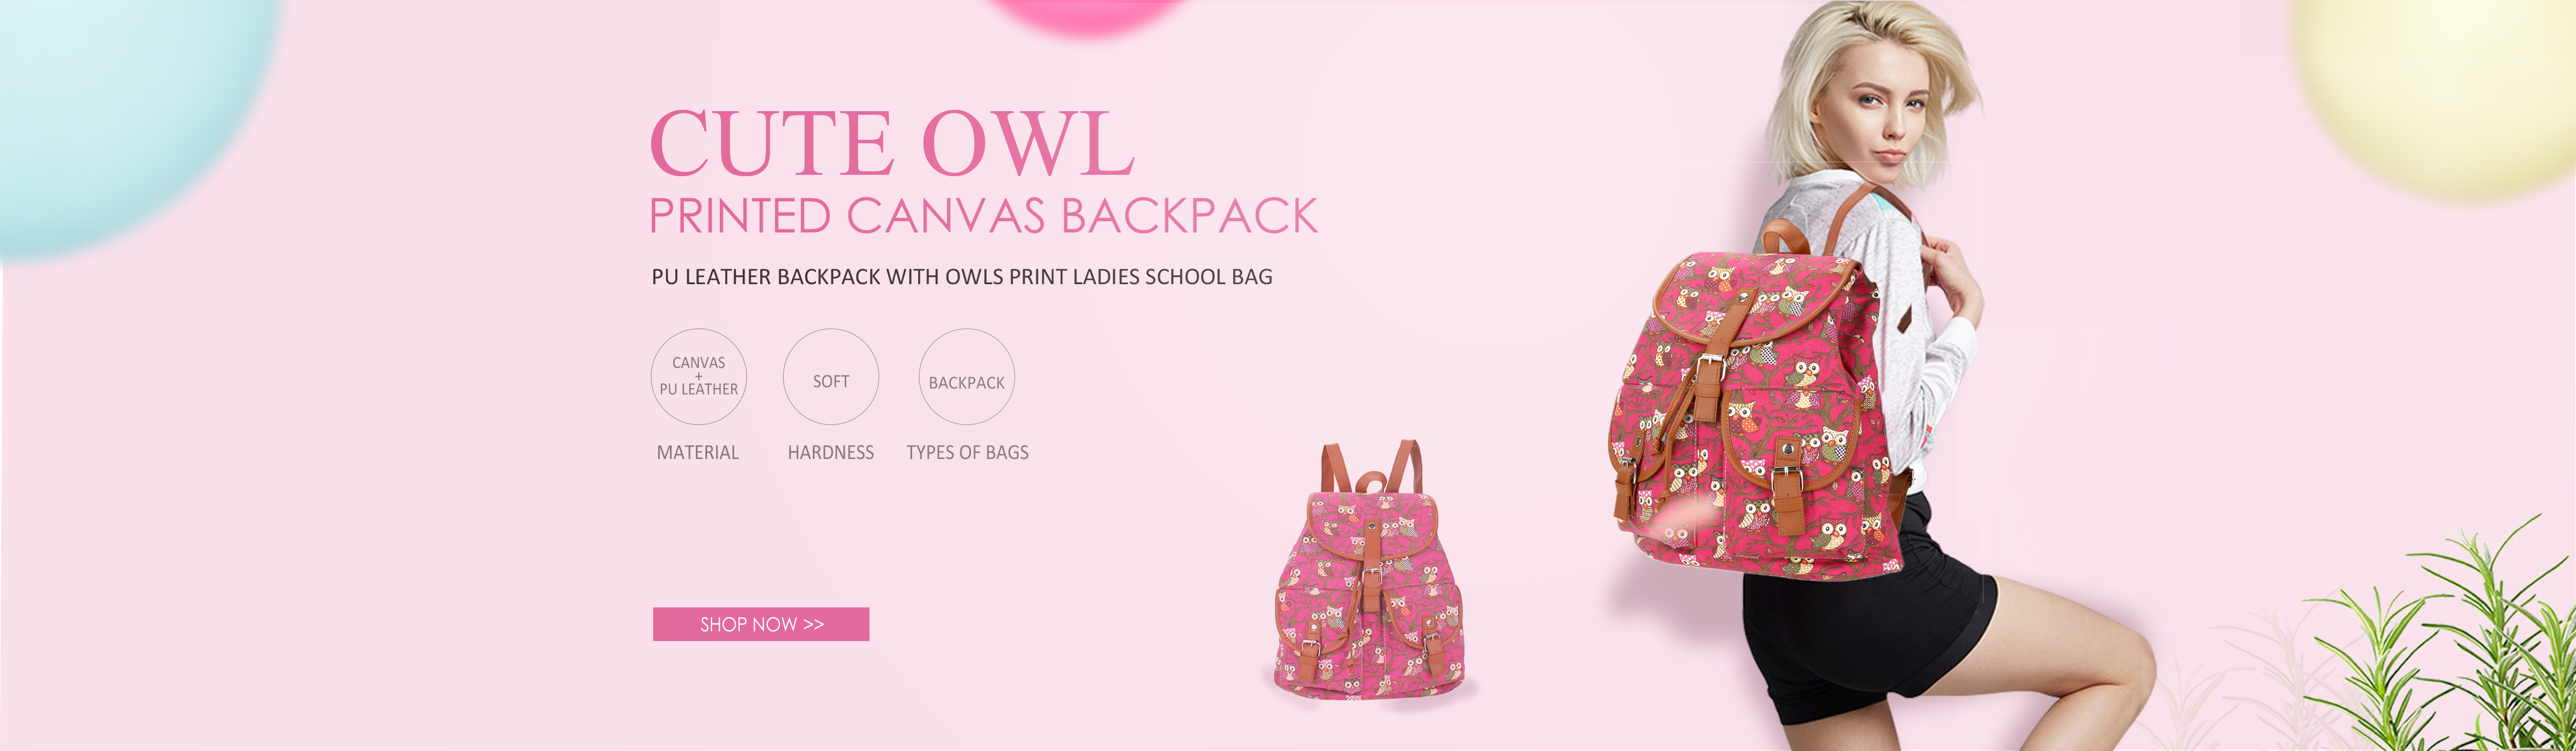 CUTE OWL
PRINTED CANVAS BACKPACK
PU LEATHER BACKPACK WITH OWLS PRINT LADIES SCHOOL BAG
CANVAS
+
PU LEATHER
SOFT
BACKPACK
MATERIAL
HARDNESS
TYPES OF BAGS
SHOP NOW >>